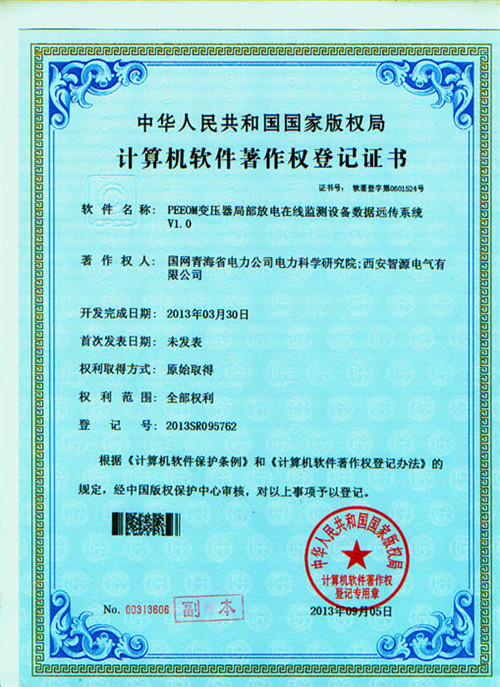 中华人民共和国国家版权局
计算机软件著作权登记证书
证书号： 软著登字第0601524号
软件名称： PEEOM变压器局部放电在线监测设备数据远传系统
V1.0
著作权人： 国网青海省电力公司电力科学研究院;西安智源电气有
限公司
开发完成日期： 2013年03月30日
首次发表日期： 未发表
权利取得方式： 原始取得
权利范围： 全部权利
登记号： 2013SR095762
根据《计算机软件保护条例》和《计算机软件著作权登记办法》的
规定，经中国版权保护中心审核，对以上事项予以登记。
中华人民共和国国家版权局
计算机软件著作权
登记专用章
No. 00313606
副本
2013年09月05日